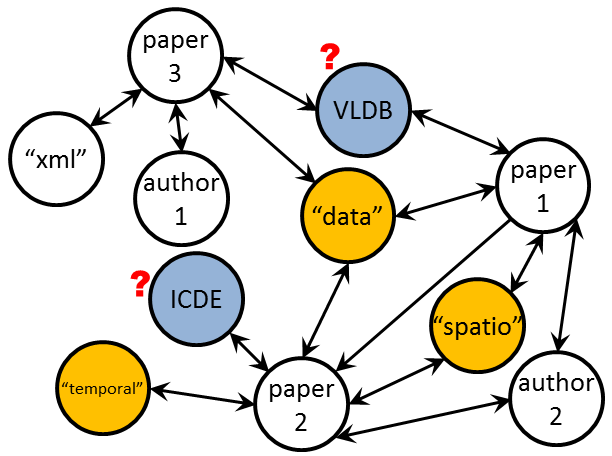 paper
3
?
VLDB
“xml”
author
1
paper
1
“data”
?
ICDE
“spatio”
“temporal”
paper
2
author
2